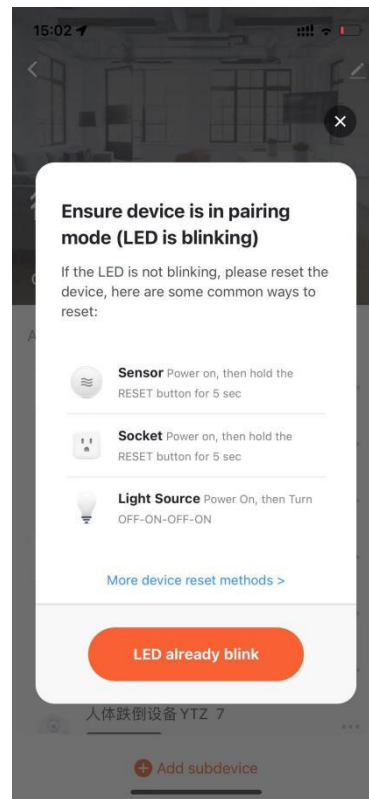 15:02
Ensure device is in pairing
mode (LED is blinking)
If the LED is not blinking, please reset the
device, here are some common ways to
reset:
Sensor Power on, then hold the
RESET button for 5 sec
Socket Power on, then hold the
RESET button for 5 sec
Light Source Power On, then Turn
OFF-ON-OFF-ON
More device reset methods >
LED already blink
人体跌倒设备YTZ 7
Add subdevice